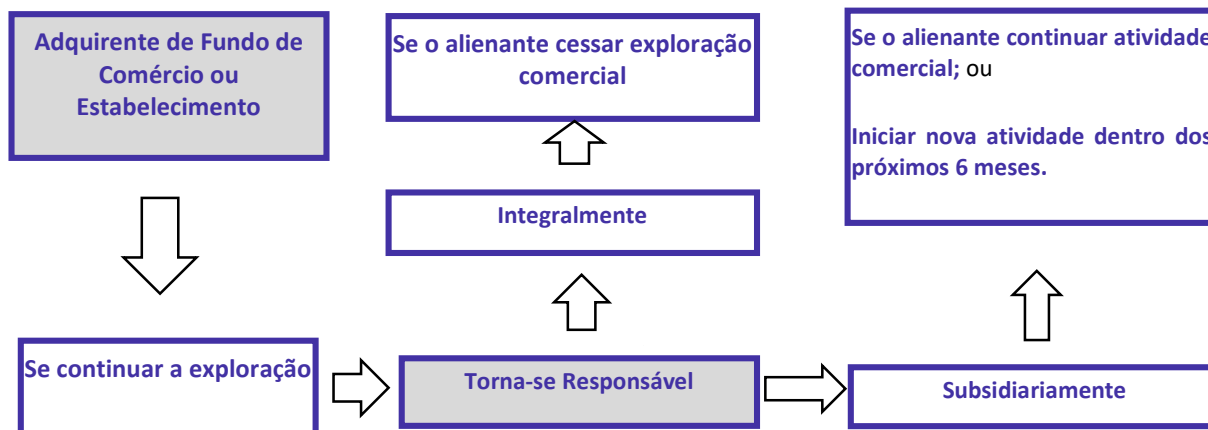 Adquirente de Fundo de
Comércio ou
Estabelecimento
Se o alienante cessar exploração
comercial
Se o alienante continuar atividade
comercial; ou
Iniciar nova atividade dentro dos
próximos 6 meses.
Integralmente
Se continuar a exploração
Torna-se Responsável
Subsidiariamente